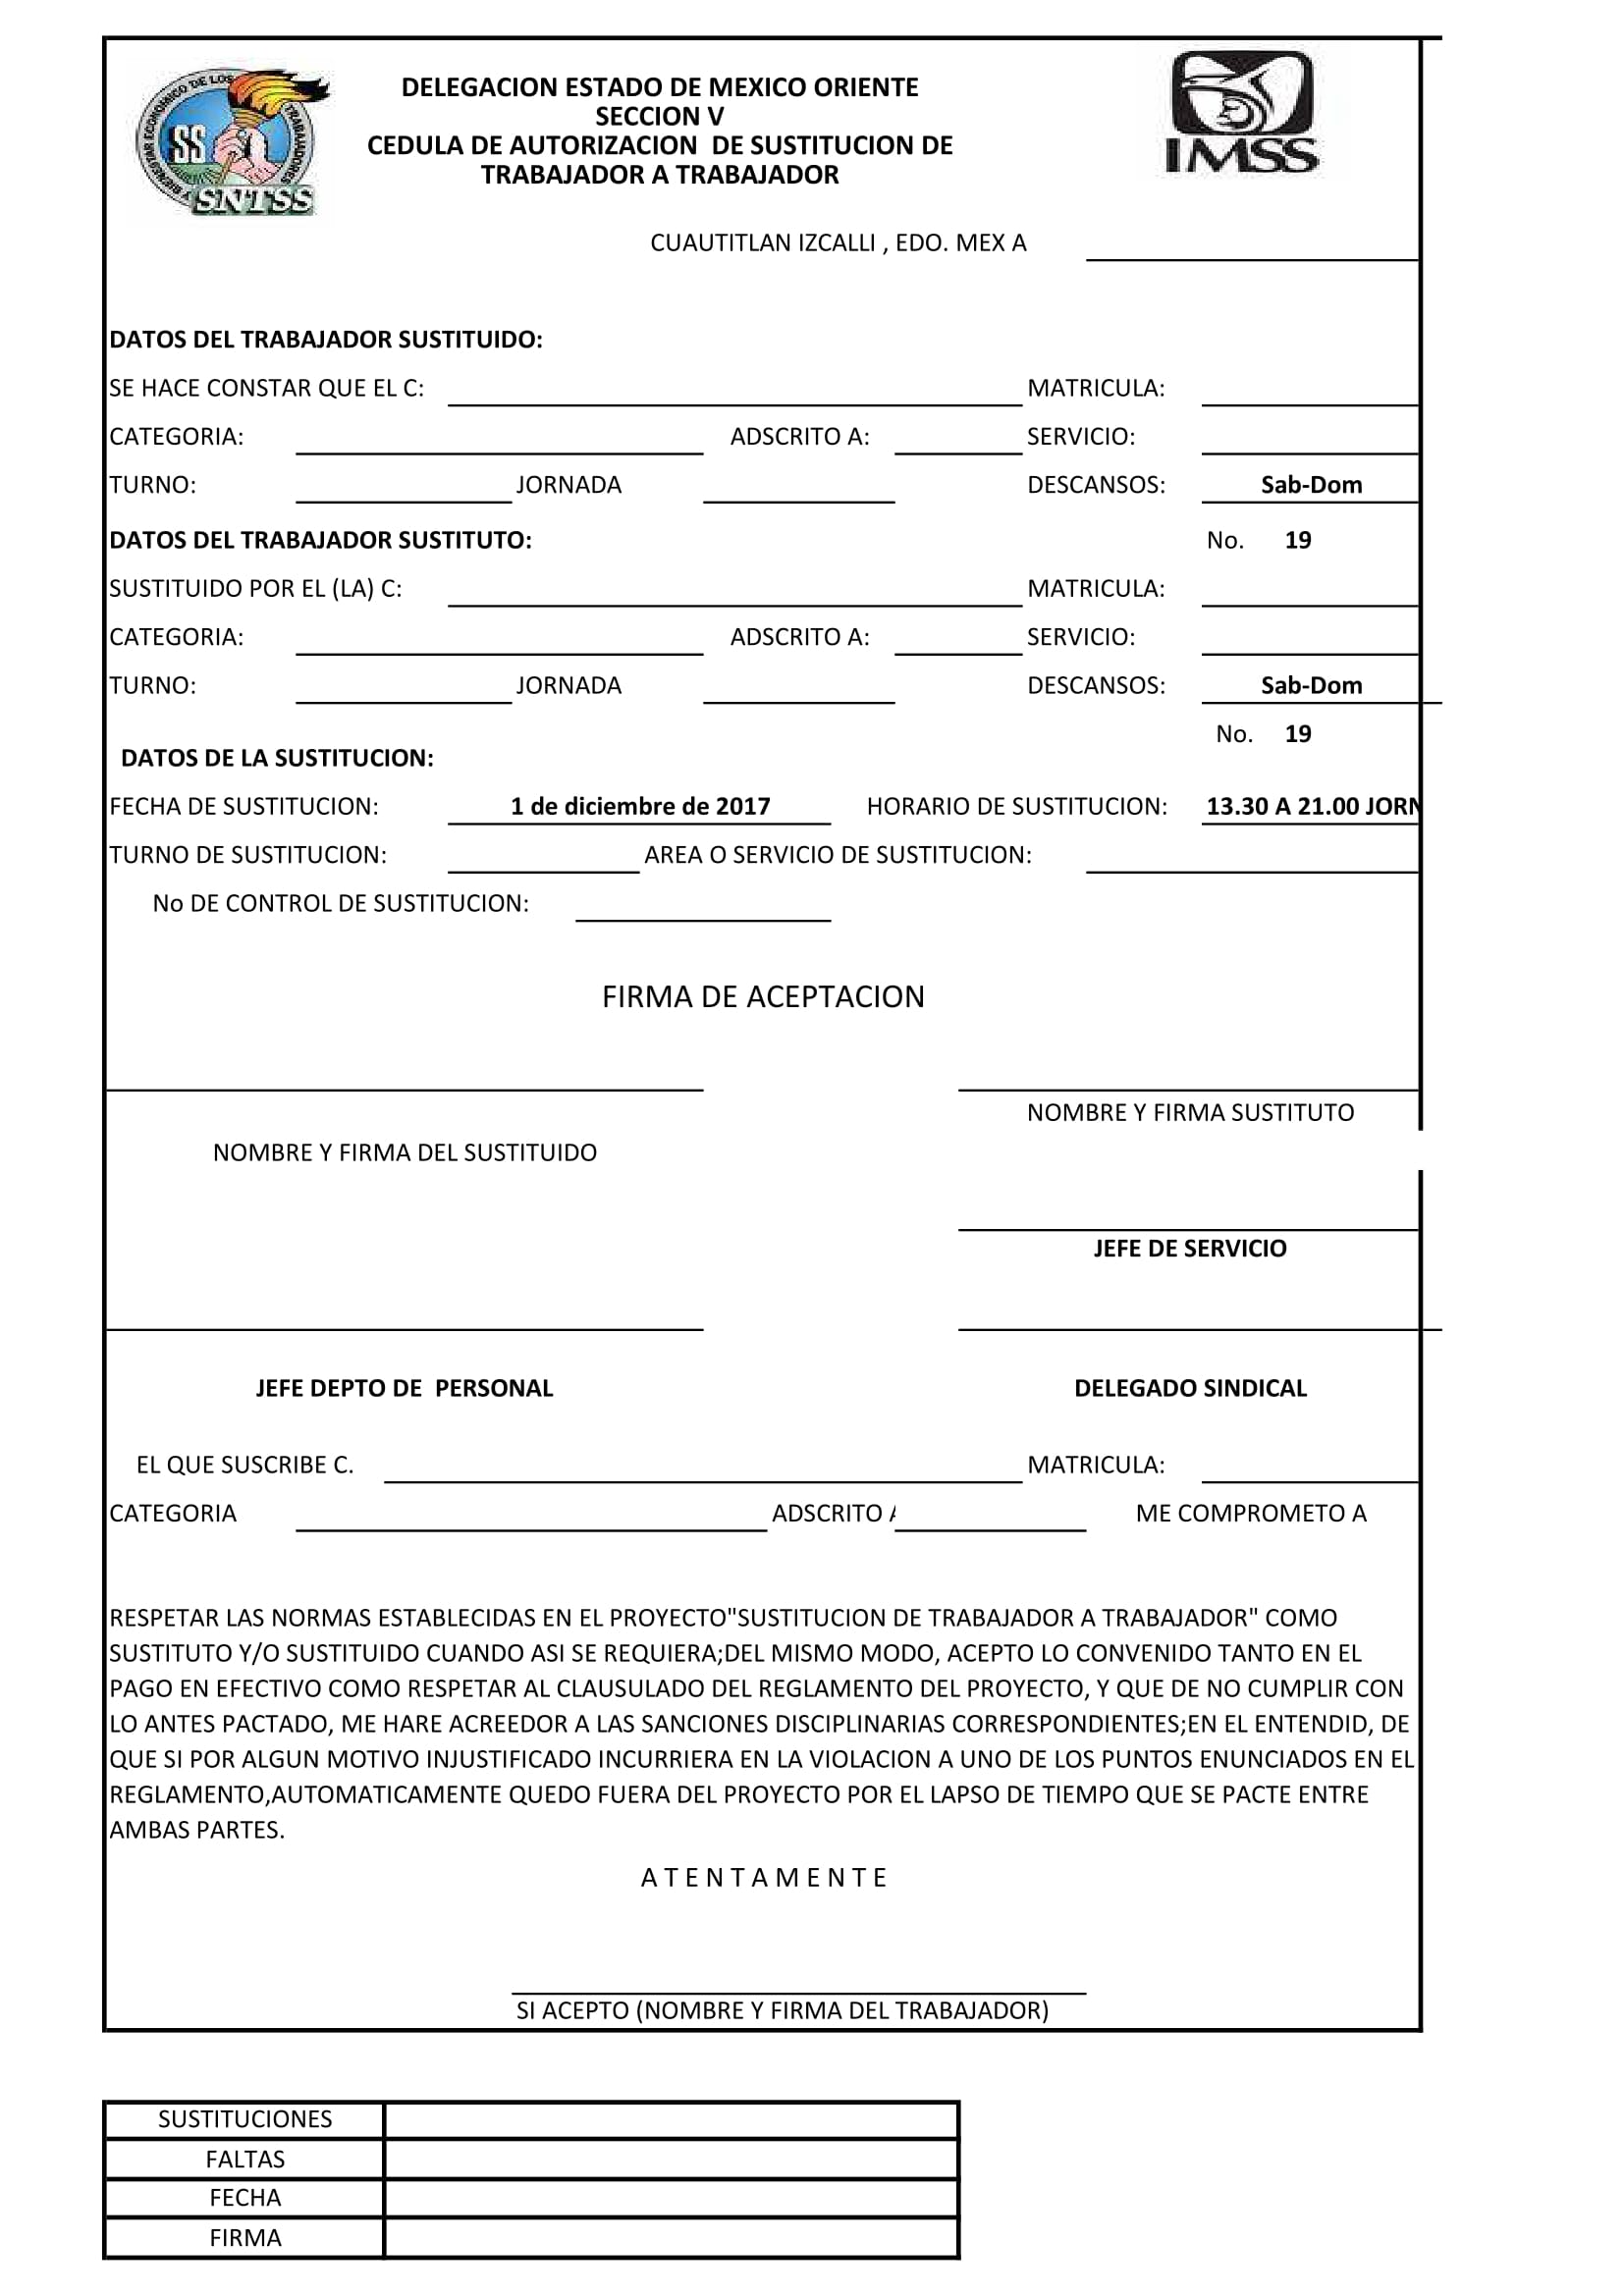 Y BIENESTAR ECONOMICO DE LOS TRABAJADORES
SS
SNTSS
DELEGACION ESTADO DE MEXICO ORIENTE
SECCION V
CEDULA DE AUTORIZACION DE SUSTITUCION DE
TRABAJADOR A TRABAJADOR
IMSS
CUAUTITLAN IZCALLI , EDO. MEX A
DATOS DEL TRABAJADOR SUSTITUIDO:
SE HACE CONSTAR QUE EL C: MATRICULA:
CATEGORIA: ADSCRITO A: SERVICIO:
TURNO: JORNADA DESCANSOS: Sab-Dom
DATOS DEL TRABAJADOR SUSTITUTO: No. 19
SUSTITUIDO POR EL (LA) C: MATRICULA:
CATEGORIA: ADSCRITO A: SERVICIO:
TURNO: JORNADA DESCANSOS: Sab-Dom
No. 19
DATOS DE LA SUSTITUCION:
FECHA DE SUSTITUCION: 1 de diciembre de 2017 HORARIO DE SUSTITUCION: 13.30 A 21.00 JORN
TURNO DE SUSTITUCION: AREA O SERVICIO DE SUSTITUCION:
No DE CONTROL DE SUSTITUCION:
FIRMA DE ACEPTACION
NOMBRE Y FIRMA SUSTITUTO
NOMBRE Y FIRMA DEL SUSTITUIDO
JEFE DE SERVICIO
JEFE DEPTO DE PERSONAL DELEGADO SINDICAL
EL QUE SUSCRIBE C. MATRICULA:
CATEGORIA ADSCRITO A ME COMPROMETO A
RESPETAR LAS NORMAS ESTABLECIDAS EN EL PROYECTO"SUSTITUCION DE TRABAJADOR A TRABAJADOR" COMO
SUSTITUTO Y/O SUSTITUIDO CUANDO ASI SE REQUIERA;DEL MISMO MODO, ACEPTO LO CONVENIDO TANTO EN EL
PAGO EN EFECTIVO COMO RESPETAR AL CLAUSULADO DEL REGLAMENTO DEL PROYECTO, Y QUE DE NO CUMPLIR CON
LO ANTES PACTADO, ME HARE ACREEDOR A LAS SANCIONES DISCIPLINARIAS CORRESPONDIENTES;EN EL ENTENDID, DE
QUE SI POR ALGUN MOTIVO INJUSTIFICADO INCURRIERA EN LA VIOLACION A UNO DE LOS PUNTOS ENUNCIADOS EN EL
REGLAMENTO,AUTOMATICAMENTE QUEDO FUERA DEL PROYECTO POR EL LAPSO DE TIEMPO QUE SE PACTE ENTRE
AMBAS PARTES.
A T E N T A M E N T E
SI ACEPTO (NOMBRE Y FIRMA DEL TRABAJADOR)
SUSTITUCIONES
FALTAS
FECHA
FIRMA